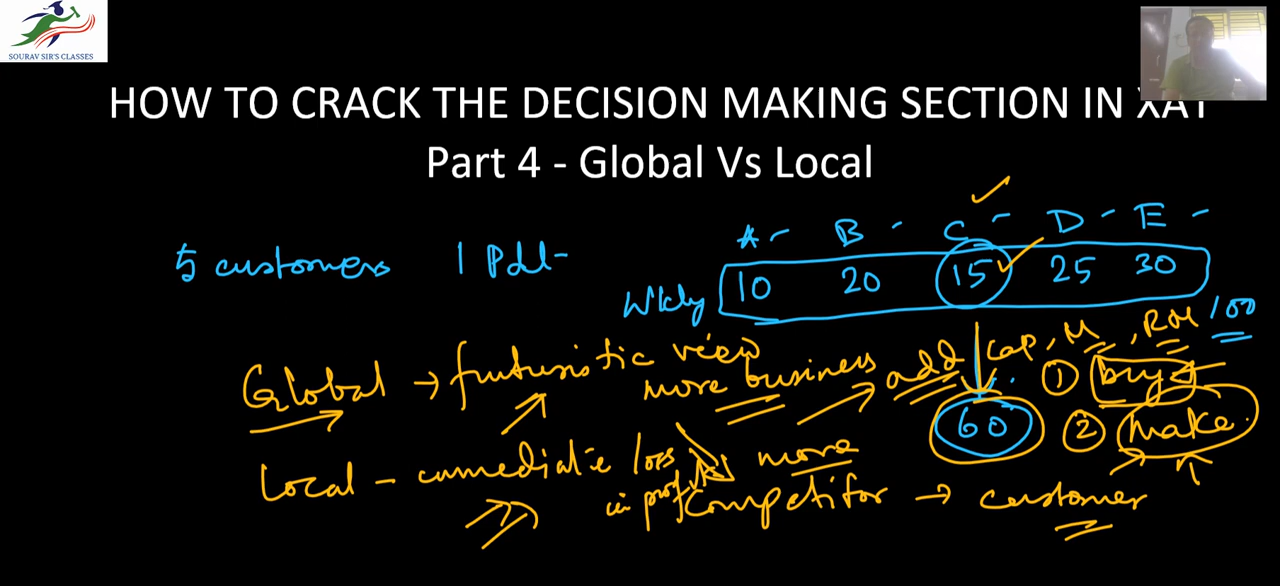 SOURAV SIR'S CLASSES
HOW TO CRACK THE DECISION MAKING SECTION IN XAT
Part 4 - Global Vs Local
A - B - C - D - E -
5 customers 1 Pdt-
Wkly 10 20 15 25 30
100
Global → futuristic view
more business add Cap, M, RM
① buy
60 ② make
Local - immediate loss in profit
more
Competitor → customer